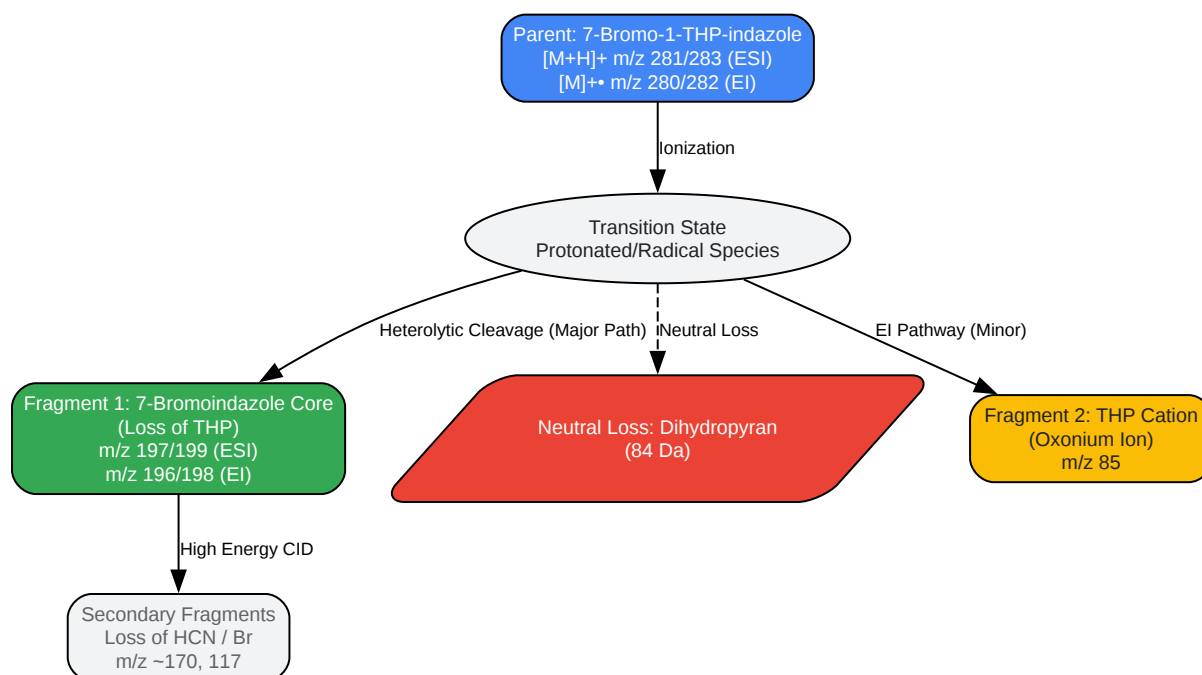 Parent: 7-Bromo-1-THP-indazole
[M+H]+ m/z 281/283 (ESI)
[M]+• m/z 280/282 (EI)
Ionization
Transition State
Protonated/Radical Species
Heterolytic Cleavage (Major Path)
Neutral Loss
EI Pathway (Minor)
Fragment 1: 7-Bromoindazole Core
(Loss of THP)
m/z 197/199 (ESI)
m/z 196/198 (EI)
Neutral Loss: Dihydropyran
(84 Da)
Fragment 2: THP Cation
(Oxonium Ion)
m/z 85
High Energy CID
Secondary Fragments
Loss of HCN / Br
m/z ~170, 117